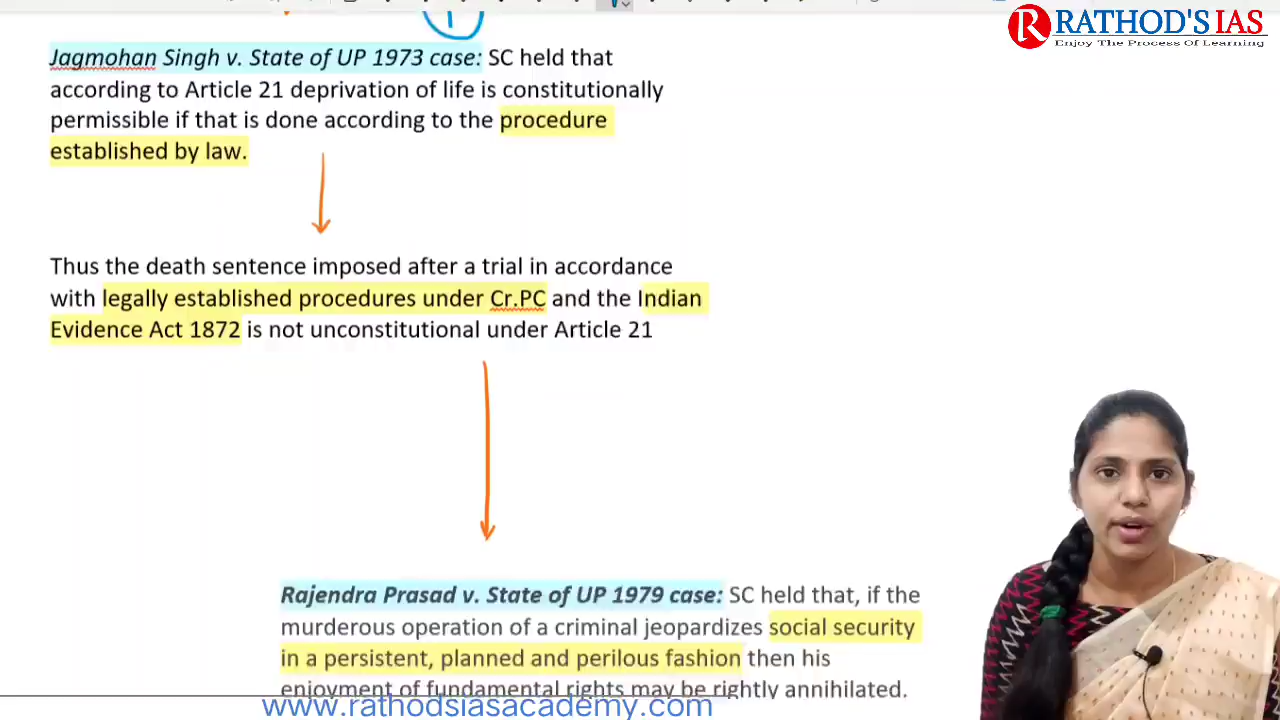 1
RATHOD'S IAS
Enjoy The Process Of Learning
Jagmohan Singh v. State of UP 1973 case: SC held that
according to Article 21 deprivation of life is constitutionally
permissible if that is done according to the procedure
established by law.
Thus the death sentence imposed after a trial in accordance
with legally established procedures under Cr.PC and the Indian
Evidence Act 1872 is not unconstitutional under Article 21
Rajendra Prasad v. State of UP 1979 case: SC held that, if the
murderous operation of a criminal jeopardizes social security
in a persistent, planned and perilous fashion then his
enjoyment of fundamental rights may be rightly annihilated.
www.rathodsiasacademy.com